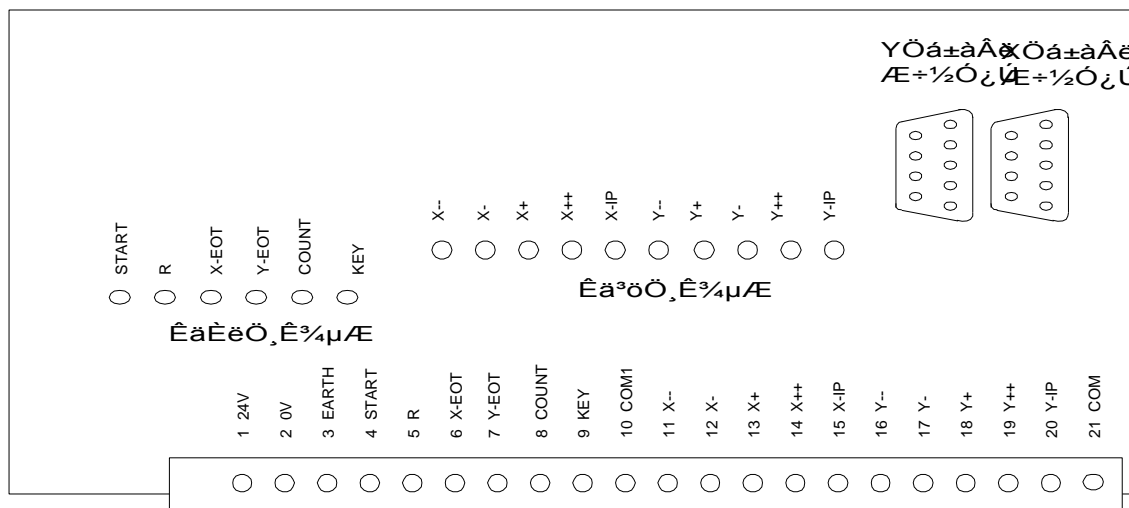 YÖá±àÂëÆ÷½Ó¿Ú
XÖá±àÂëÆ÷½Ó¿Ú
X--
X-
X+
X++
X-IP
Y--
Y+
Y-
Y++
Y-IP
START
R
X-EOT
Y-EOT
COUNT
KEY
Êä³öÖ¸Ê¾µÆ
ÊäÈëÖ¸Ê¾µÆ
1 24V
2 0V
3 EARTH
4 START
5 R
6 X-EOT
7 Y-EOT
8 COUNT
9 KEY
10 COM1
11 X--
12 X-
13 X+
14 X++
15 X-IP
16 Y--
17 Y-
18 Y+
19 Y++
20 Y-IP
21 COM